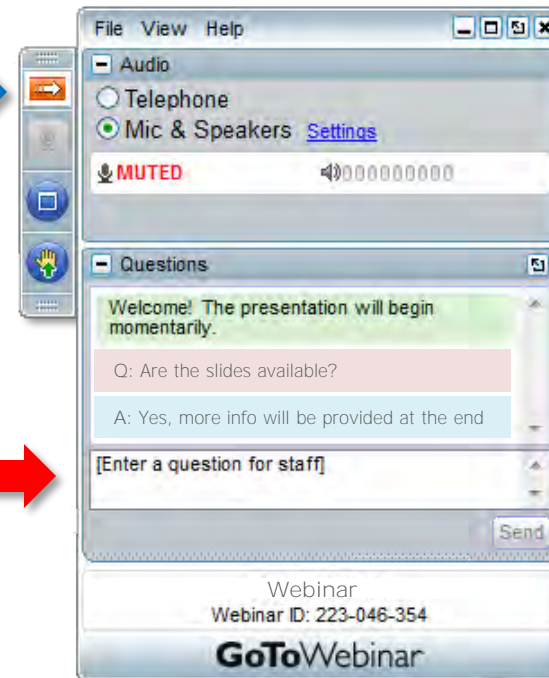 File View Help
Audio
Telephone
Mic & Speakers Settings
MUTED 000000000
Questions
Welcome! The presentation will begin
momentarily.
Q: Are the slides available?
A: Yes, more info will be provided at the end
[Enter a question for staff]
Send
Webinar
Webinar ID: 223-046-354
GoToWebinar